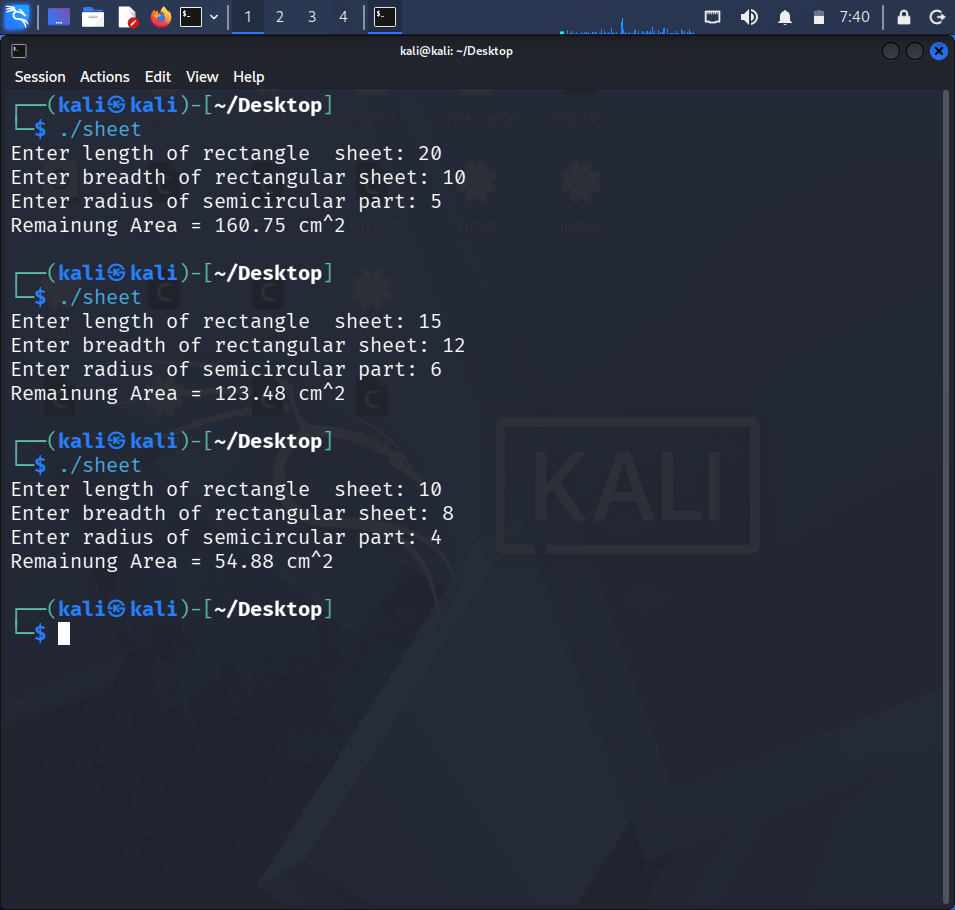 1 2 3 4 7:40
kali@kali: ~/Desktop
Session Actions Edit View Help
┌──(kali㉿kali)-[~/Desktop]
└─$ ./sheet
Enter length of rectangle  sheet: 20
Enter breadth of rectangular sheet: 10
Enter radius of semicircular part: 5
Remainung Area = 160.75 cm^2
┌──(kali㉿kali)-[~/Desktop]
└─$ ./sheet
Enter length of rectangle  sheet: 15
Enter breadth of rectangular sheet: 12
Enter radius of semicircular part: 6
Remainung Area = 123.48 cm^2
┌──(kali㉿kali)-[~/Desktop]
└─$ ./sheet
Enter length of rectangle  sheet: 10
Enter breadth of rectangular sheet: 8
Enter radius of semicircular part: 4
Remainung Area = 54.88 cm^2
┌──(kali㉿kali)-[~/Desktop]
└─$
KALI